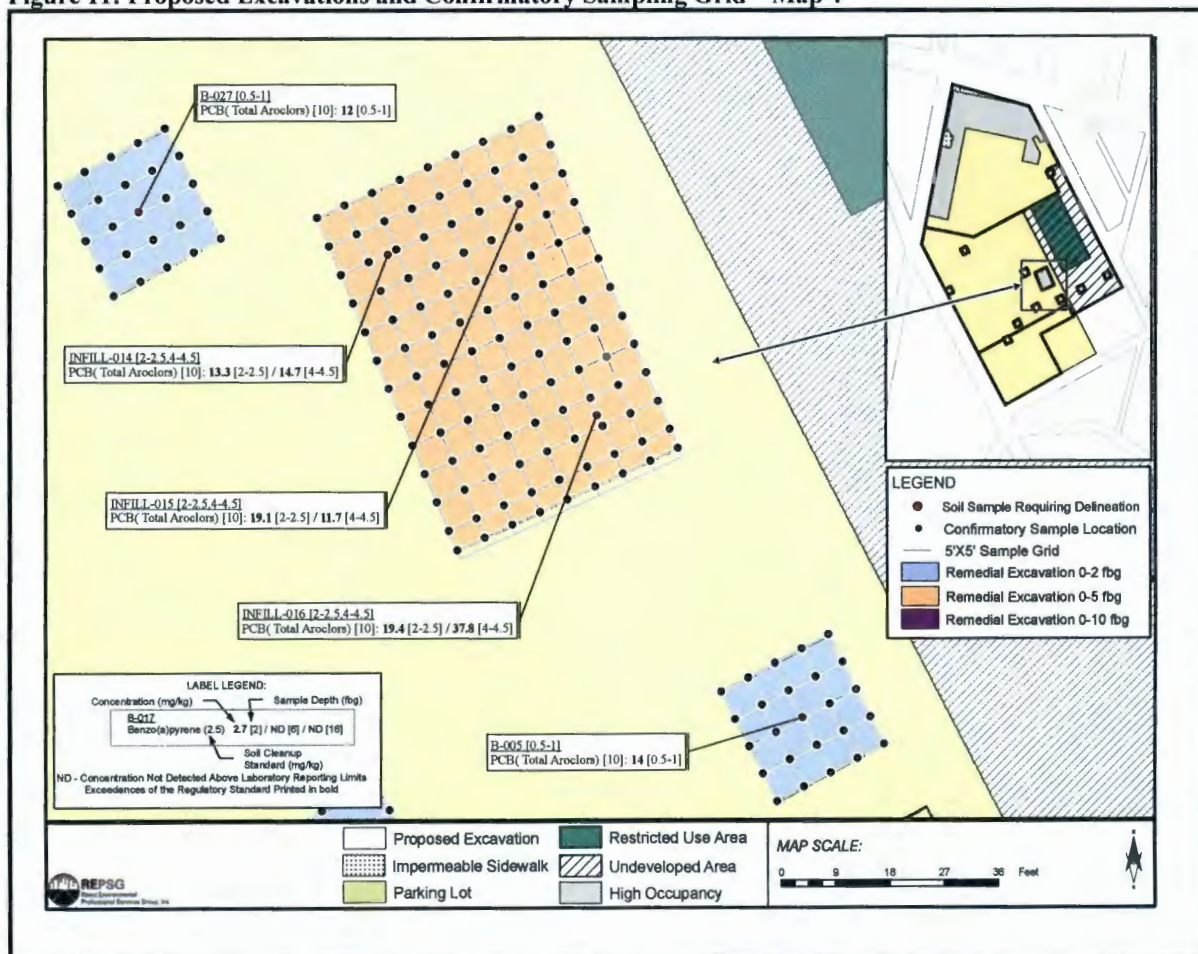 Figure 11: Proposed Excavations and Confirmatory Sampling Grid - Map
B-027 [0.5-1]
PCB( Total Aroclors) [10]: 12 [0.5-1]
INFILL-014 [2-2.5,4-4.5]
PCB( Total Aroclors) [10]: 13.3 [2-2.5] / 14.7 [4-4.5]
INFILL-015 [2-2.5,4-4.5]
PCB( Total Aroclors) [10]: 19.1 [2-2.5] / 11.7 [4-4.5]
INFILL-016 [2-2.5,4-4.5]
PCB( Total Aroclors) [10]: 19.4 [2-2.5] / 37.8 [4-4.5]
B-005 [0.5-1]
PCB( Total Aroclors) [10]: 14 [0.5-1]
LEGEND
Soil Sample Requiring Delineation
Confirmatory Sample Location
5'X5' Sample Grid
Remedial Excavation 0-2 fbg
Remedial Excavation 0-5 fbg
Remedial Excavation 0-10 fbg
LABEL LEGEND:
Concentration (mg/kg) Sample Depth (fbg)
B-017
Benzo(a)pyrene (2.5) 2.7 [2] / ND [6] / ND [16]
Soil Cleanup
Standard (mg/kg)
ND - Concentration Not Detected Above Laboratory Reporting Limits
Exceedences of the Regulatory Standard Printed in bold
Proposed Excavation
Impermeable Sidewalk
Parking Lot
Restricted Use Area
Undeveloped Area
High Occupancy
MAP SCALE:
0 9 18 27 36 Feet
REPSG
Professional Services Group, Inc